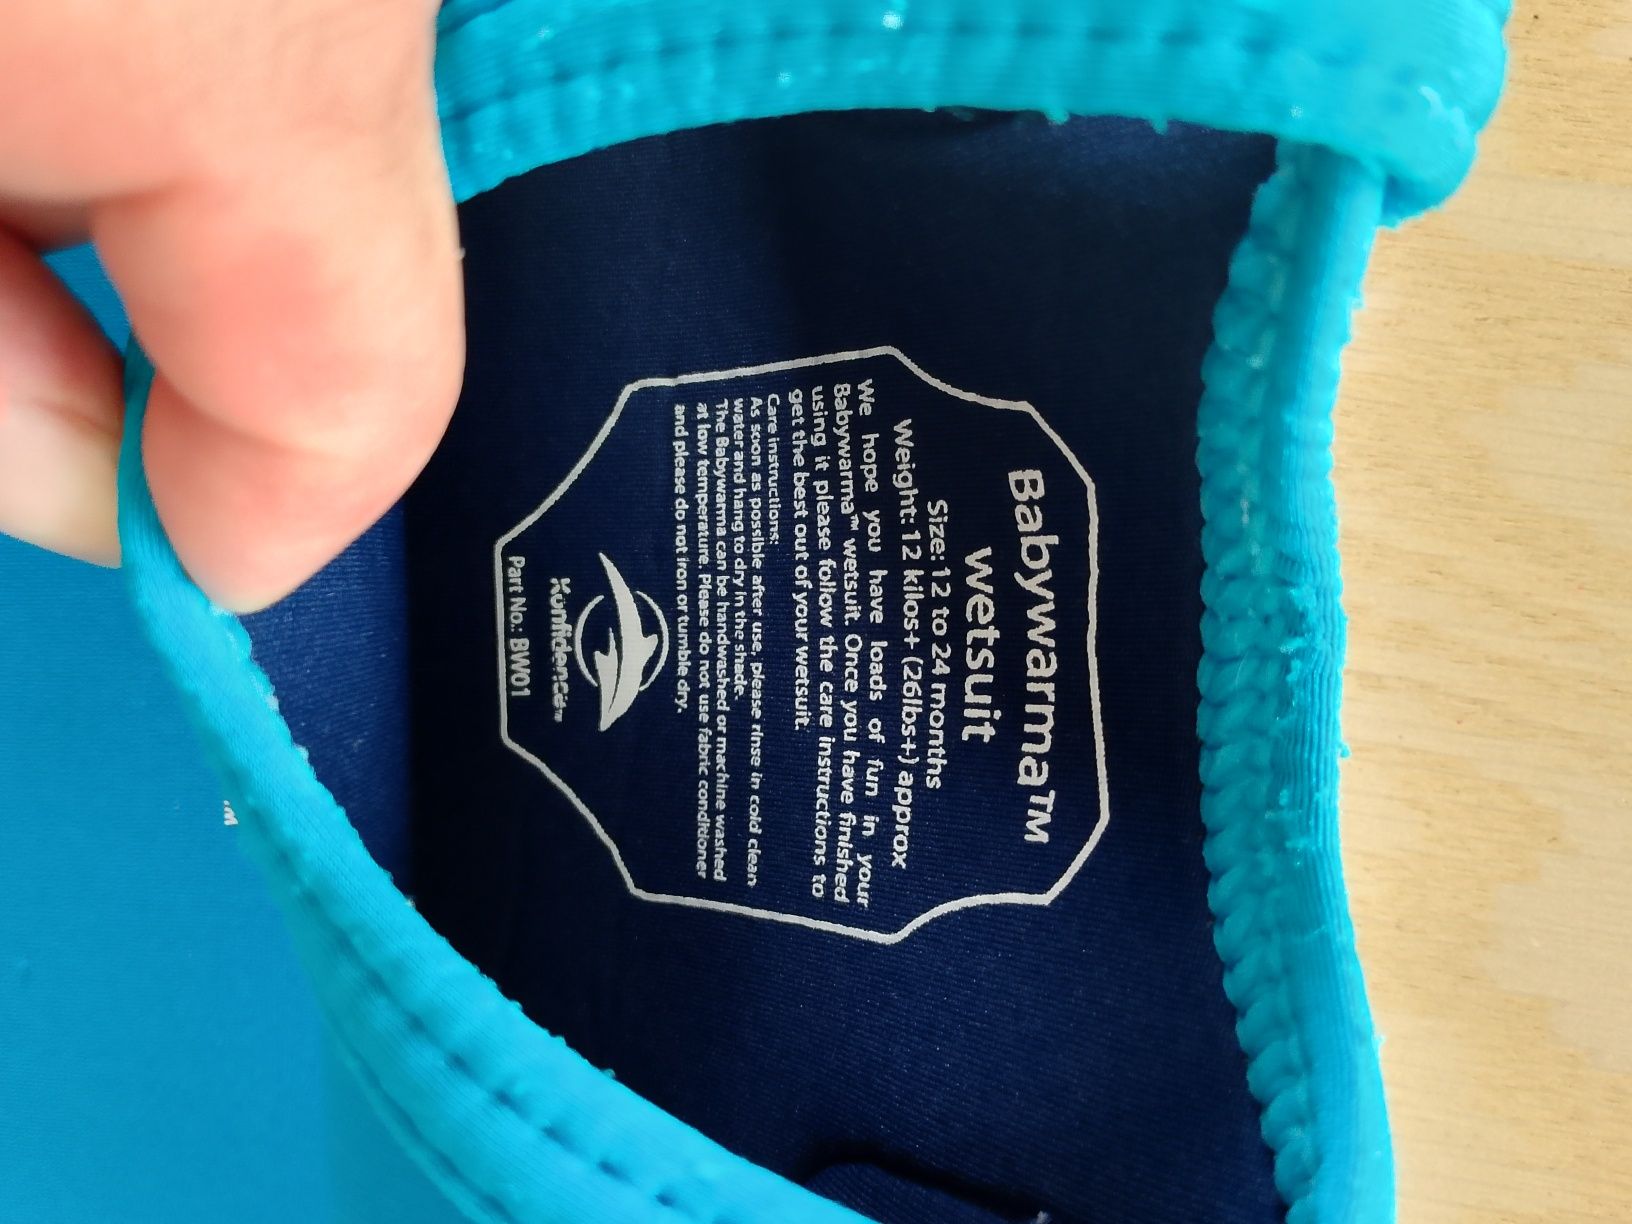 Babywarma™
wetsuit
Size: 12 to 24 months
Weight: 12 kilos+ (26lbs+) approx
We hope you have loads of fun in your
Babywarma™ wetsuit. Once you have finished
using it please follow the care instructions to
get the best out of your wetsuit.
Care instructions:
As soon as possible after use, please rinse in cold clean
water and hang to dry in the shade.
The Babywarma can be handwashed or machine washed
at low temperature. Please do not use fabric conditioner
and please do not iron or tumble dry.
Konfidence™
Part No.: BW01
™